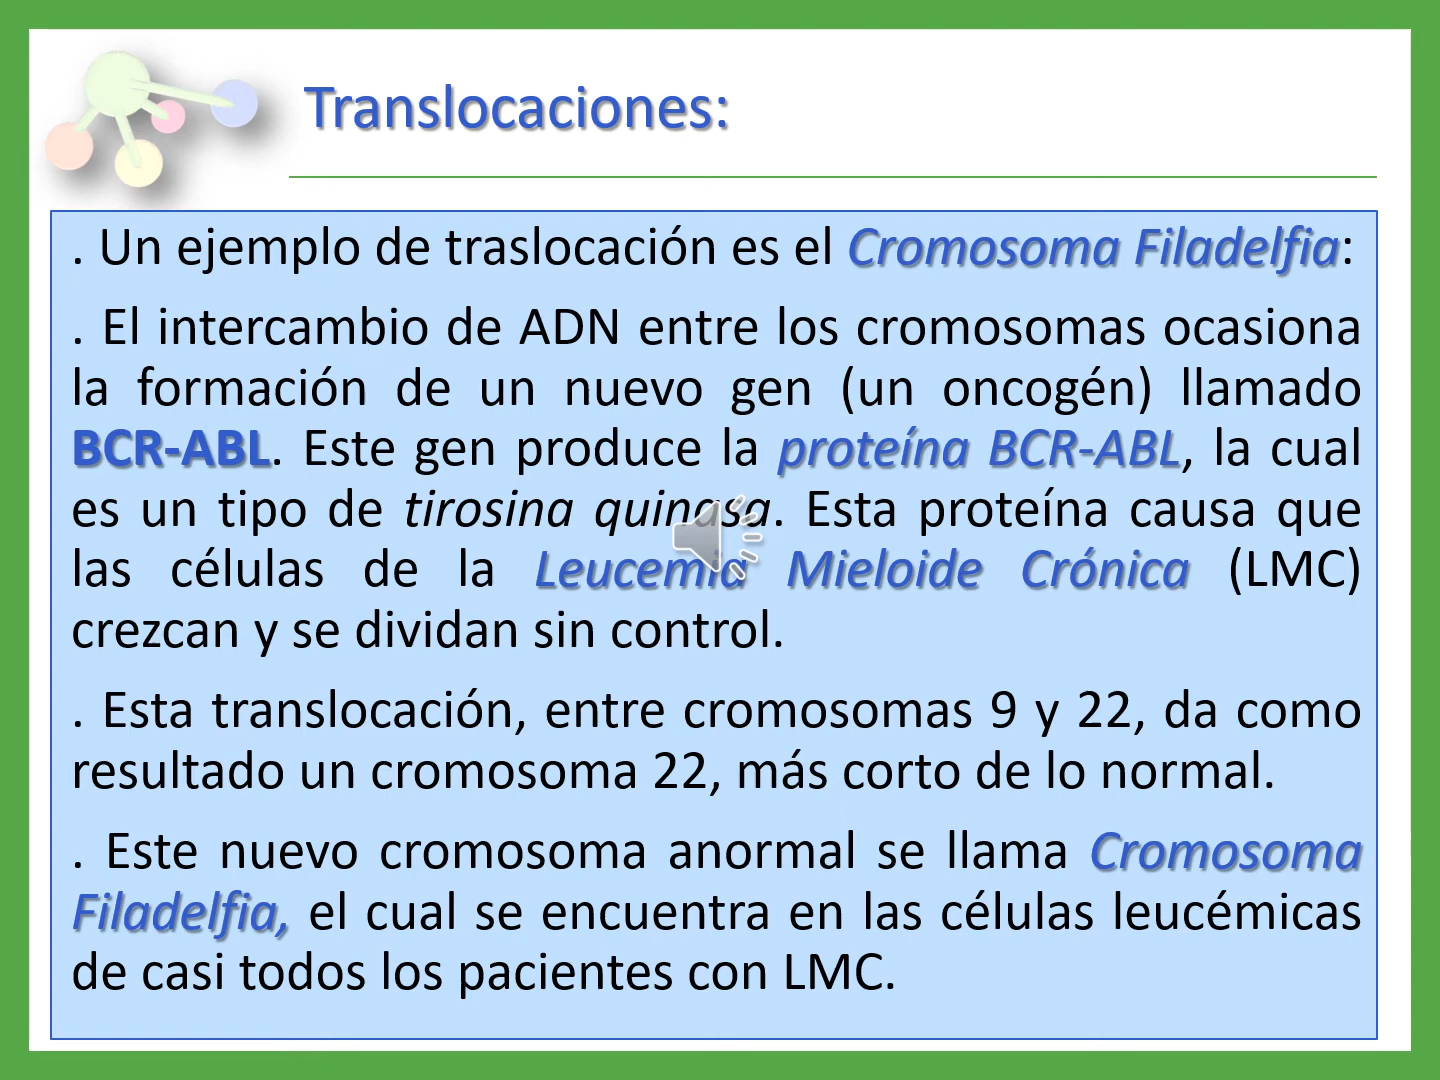 Translocaciones:
. Un ejemplo de traslocación es el Cromosoma Filadelfia:
. El intercambio de ADN entre los cromosomas ocasiona
la formación de un nuevo gen (un oncogén) llamado
BCR-ABL. Este gen produce la proteína BCR-ABL, la cual
es un tipo de tirosina quinasa. Esta proteína causa que
las células de la Leucemia Mieloide Crónica (LMC)
crezcan y se dividan sin control.
. Esta translocación, entre cromosomas 9 y 22, da como
resultado un cromosoma 22, más corto de lo normal.
. Este nuevo cromosoma anormal se llama Cromosoma
Filadelfia, el cual se encuentra en las células leucémicas
de casi todos los pacientes con LMC.